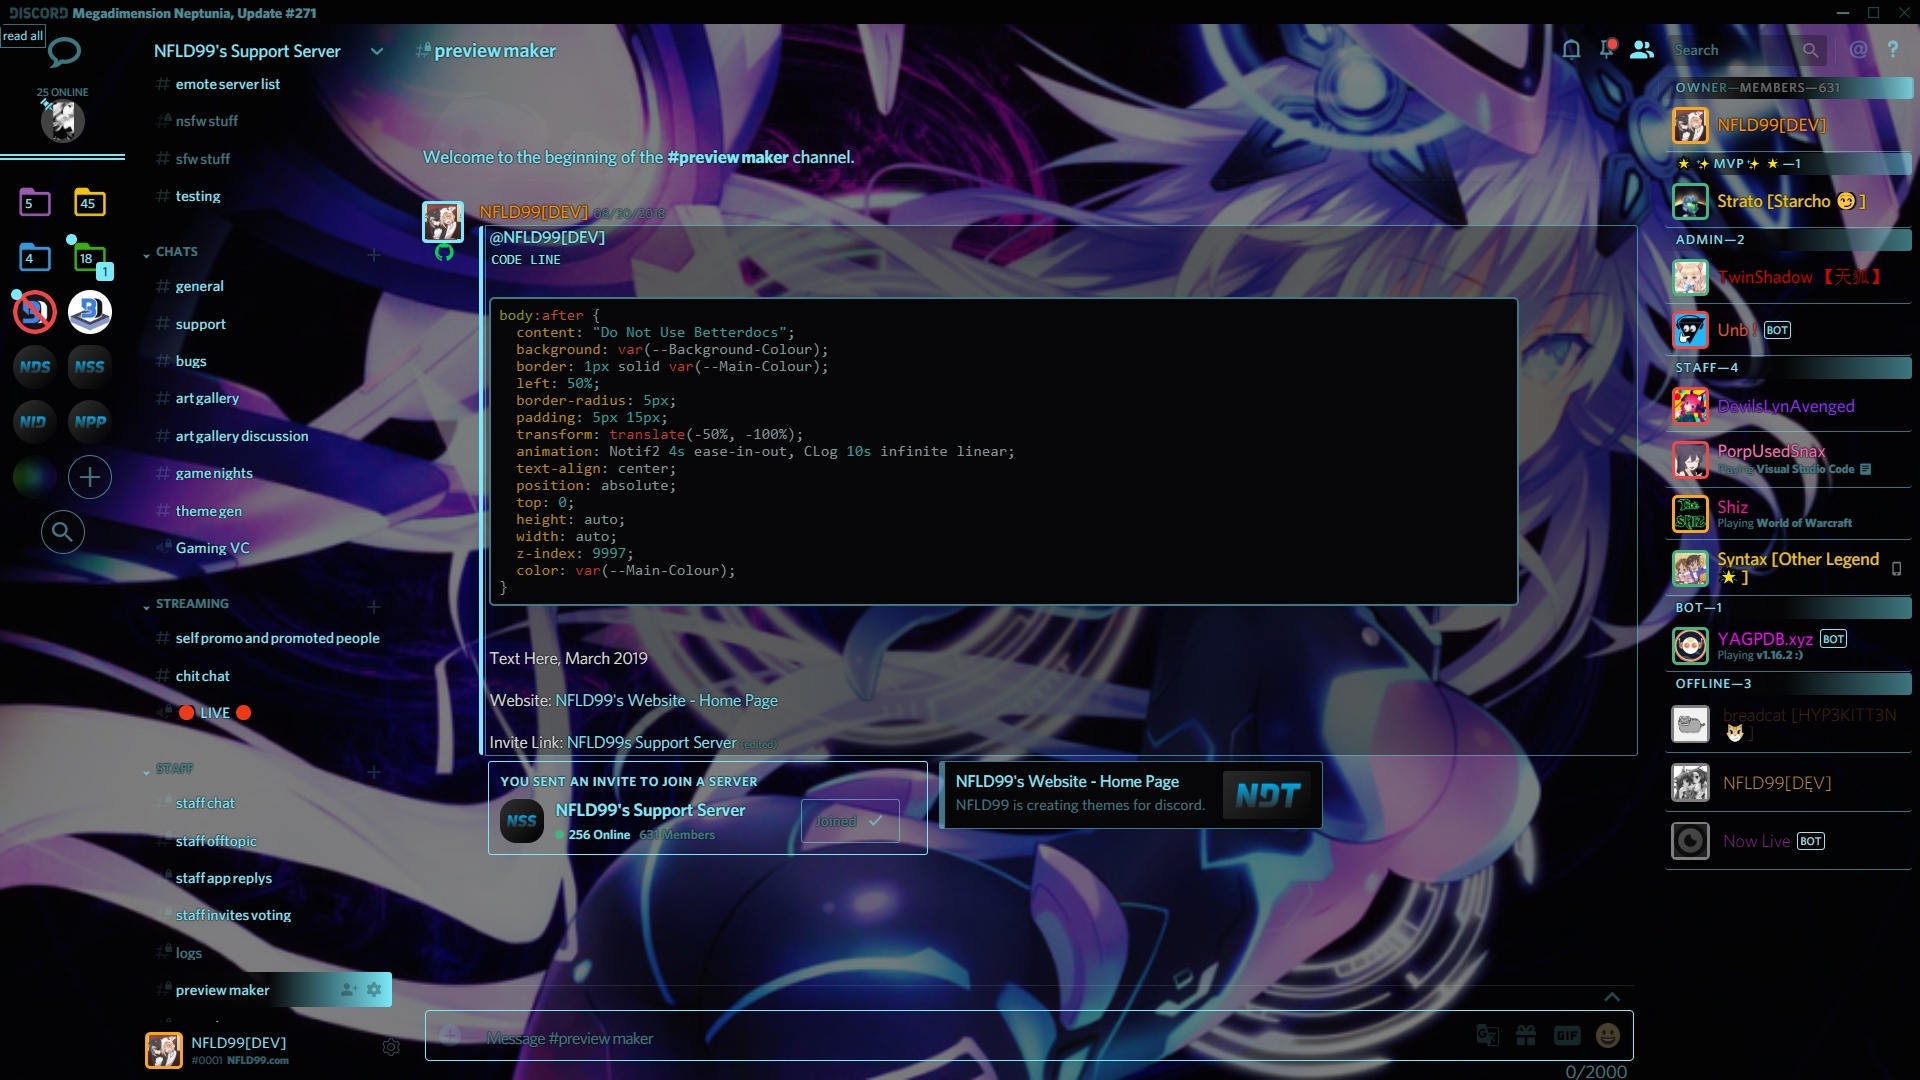 DISCORD Megadimension Neptunia, Update #271
read all
25 ONLINE
5
45
4
18
1
NDS
NSS
NID
NPP
NFLD99's Support Server
emote server list
nsfw stuff
sfw stuff
testing
CHATS
general
support
bugs
art gallery
art gallery discussion
game nights
theme gen
Gaming VC
STREAMING
self promo and promoted people
chit chat
🔴 LIVE 🔴
STAFF
staff chat
staff offtopic
staff app replys
staff invites voting
logs
preview maker
NFLD99[DEV]
#0001 NFLD99.com
preview maker
Welcome to the beginning of the #preview maker channel.
NFLD99[DEV] 08/30/2018
@NFLD99[DEV]
CODE LINE
body:after {
content: "Do Not Use Betterdocs";
background: var(--Background-Colour);
border: 1px solid var(--Main-Colour);
left: 50%;
border-radius: 5px;
padding: 5px 15px;
transform: translate(-50%, -100%);
animation: Notif2 4s ease-in-out, CLog 10s infinite linear;
text-align: center;
position: absolute;
top: 0;
height: auto;
width: auto;
z-index: 9997;
color: var(--Main-Colour);
}
Text Here, March 2019
Website: NFLD99's Website - Home Page
Invite Link: NFLD99s Support Server (edited)
YOU SENT AN INVITE TO JOIN A SERVER
NSS
NFLD99's Support Server
256 Online 631 Members
Joined
NFLD99's Website - Home Page
NFLD99 is creating themes for discord.
NDT
Message #preview maker
GIF
0/2000
Search
OWNER—MEMBERS—631
NFLD99[DEV]
⭐ ✨ MVP ✨ ⭐ —1
Strato [Starcho 😏 ]
ADMIN—2
TwinShadow 【天狐】
Unb ! BOT
STAFF—4
DevilsLynAvenged
PorpUsedSnax
Playing Visual Studio Code
Shiz
Playing World of Warcraft
Syntax [Other Legend
⭐ ]
BOT—1
YAGPDB.xyz BOT
Playing v1.16.2 :)
OFFLINE—3
breadcat [HYP3KITT3N
🐱 ]
NFLD99[DEV]
Now Live BOT